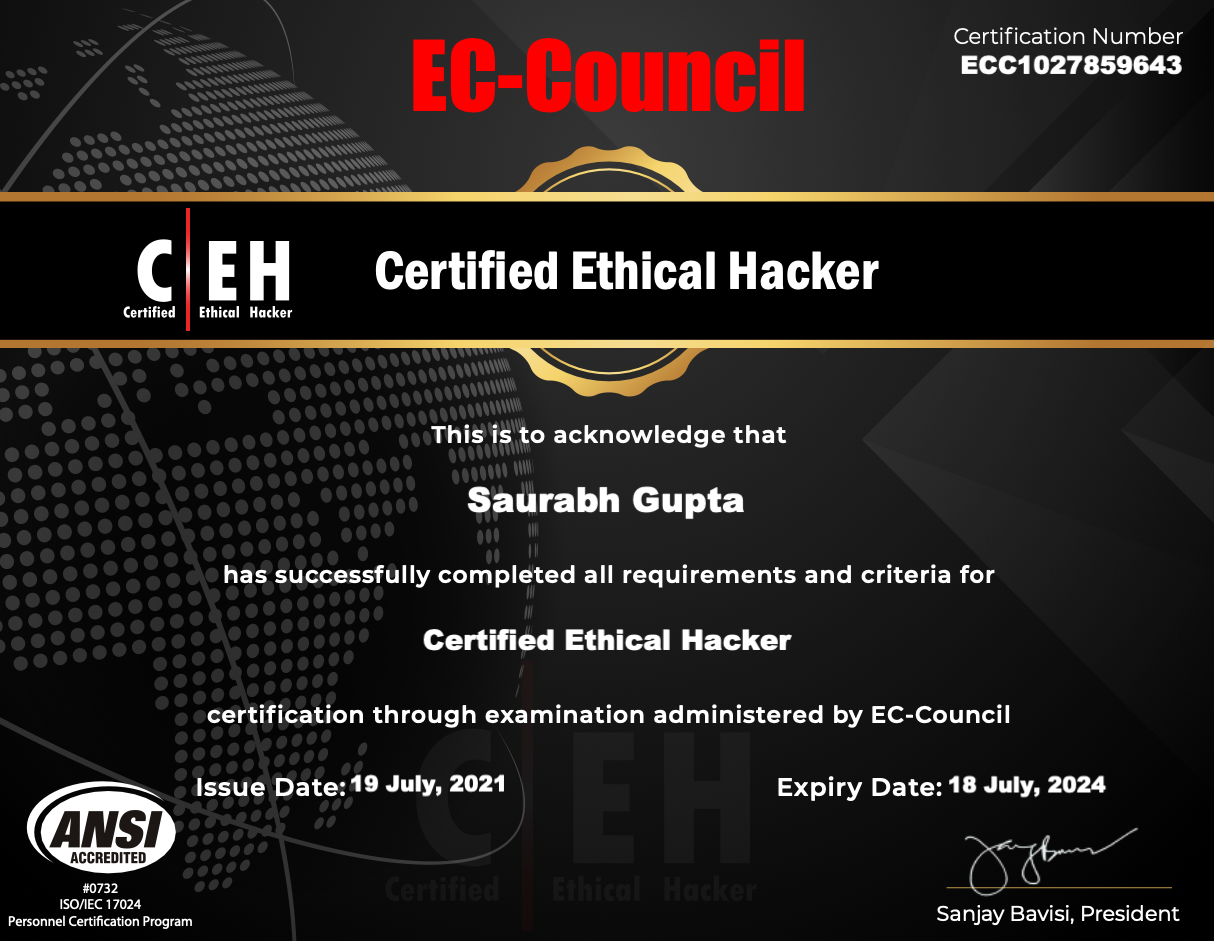 EC-Council
Certification Number
ECC1027859643
C EH
Certified Ethical Hacker
Certified Ethical Hacker
This is to acknowledge that
Saurabh Gupta
has successfully completed all requirements and criteria for
Certified Ethical Hacker
certification through examination administered by EC-Council
C EH
Certified Ethical Hacker
Issue Date: 19 July, 2021
Expiry Date: 18 July, 2024
ANSI
ACCREDITED
#0732
ISO/IEC 17024
Personnel Certification Program
Sanjay Bavisi, President